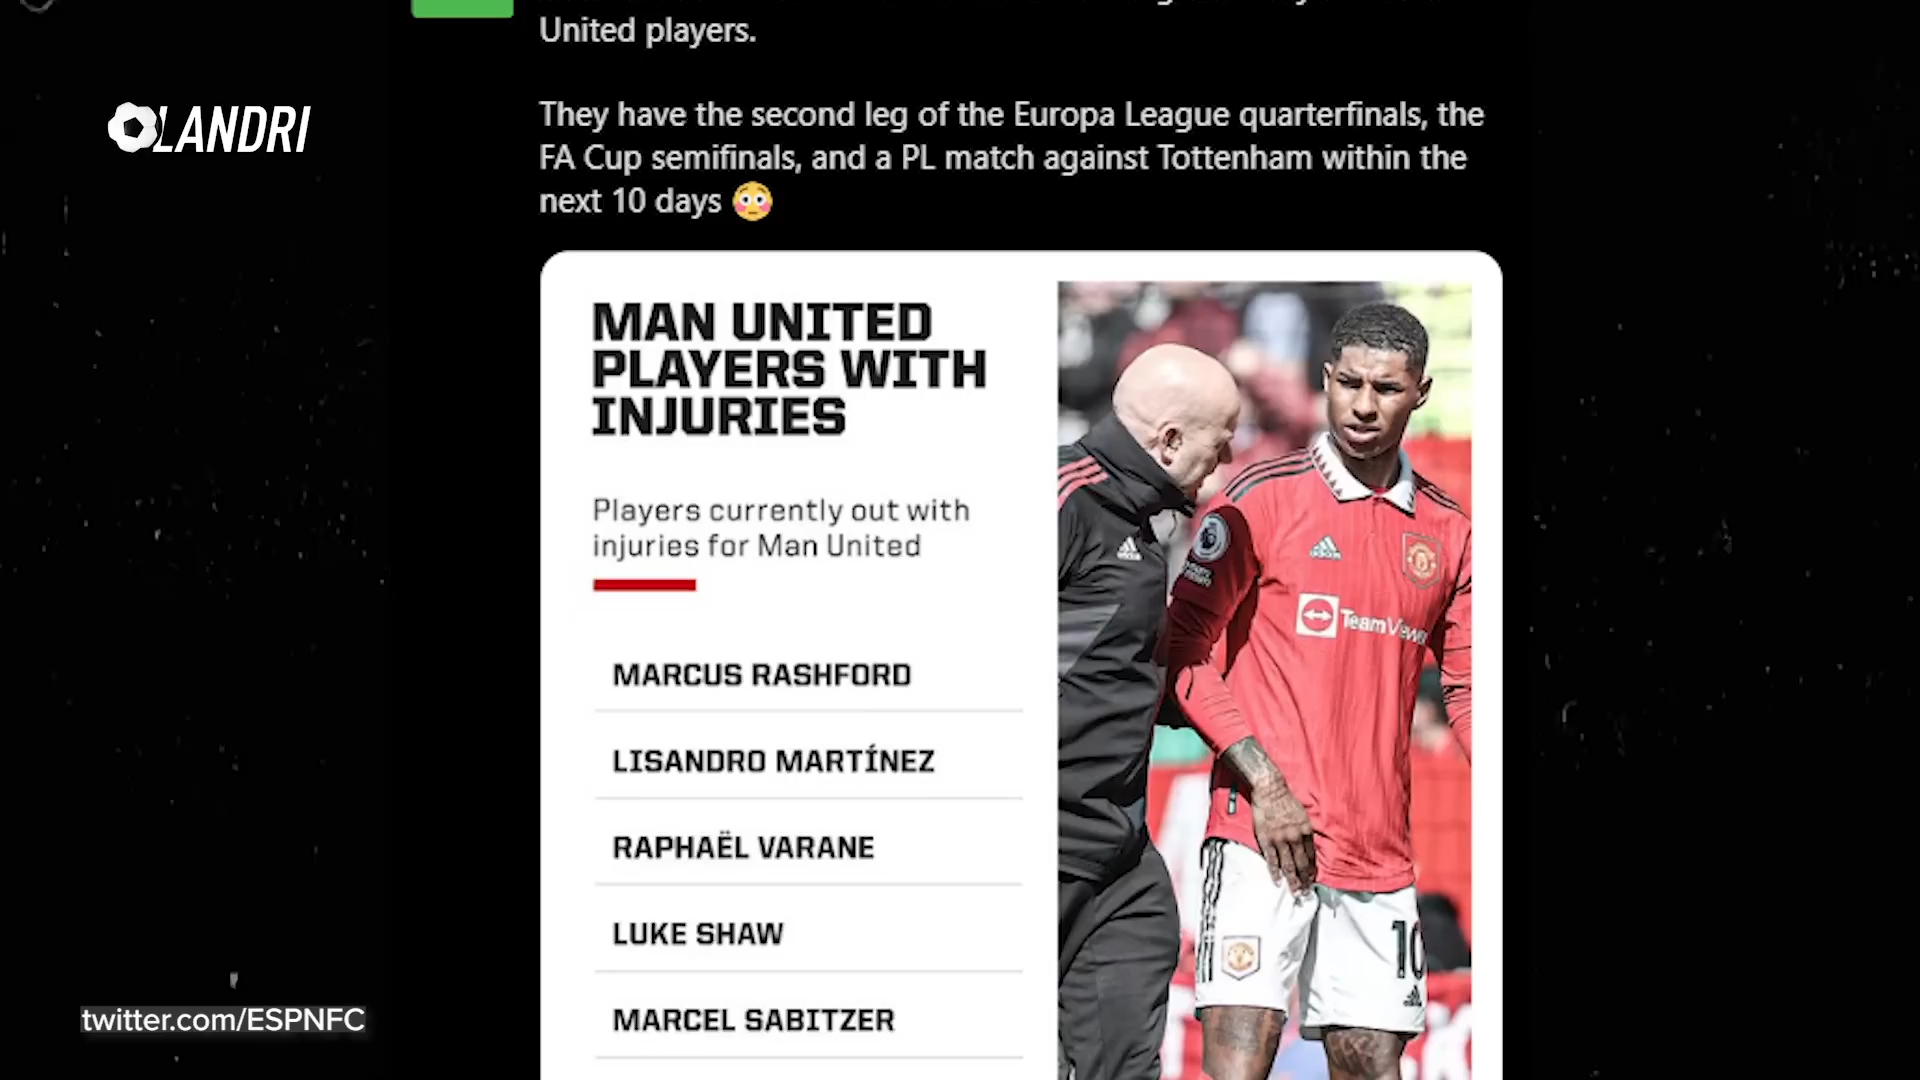 United players.
LANDRI
They have the second leg of the Europa League quarterfinals, the
FA Cup semifinals, and a PL match against Tottenham within the
next 10 days 😳
MAN UNITED
PLAYERS WITH
INJURIES
Players currently out with
injuries for Man United
TeamViewe
MARCUS RASHFORD
LISANDRO MARTÍNEZ
RAPHAËL VARANE
LUKE SHAW
10
MARCEL SABITZER
twitter.com/ESPNFC